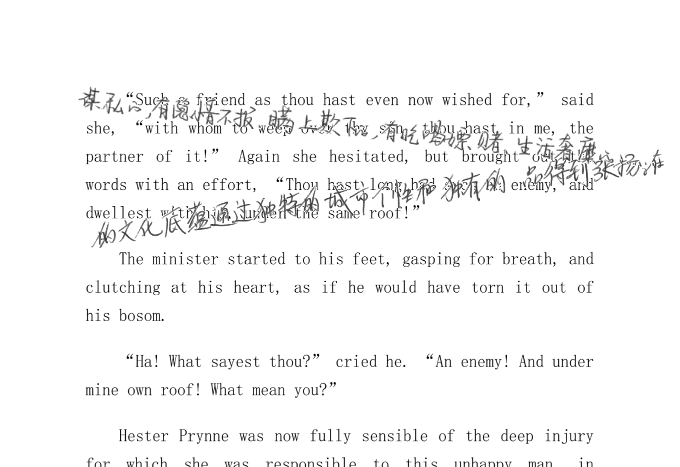 “Such a friend as thou hast even now wished for,” said
she, “with whom to weep over thy sin, thou hast in me, the
partner of it!” Again she hesitated, but brought out the
words with an effort, “Thou hast long had such an enemy, and
dwellest with him, under the same roof!”
谋私的,有遇事情不报、瞒上欺下的,有吃喝嫖赌、生活奢靡
的文化底蕴通过独特的城市个性和独有的 品得到张扬,在
The minister started to his feet, gasping for breath, and
clutching at his heart, as if he would have torn it out of
his bosom.
“Ha! What sayest thou?” cried he. “An enemy! And under
mine own roof! What mean you?”
Hester Prynne was now fully sensible of the deep injury
for which she was responsible to this unhappy man, in